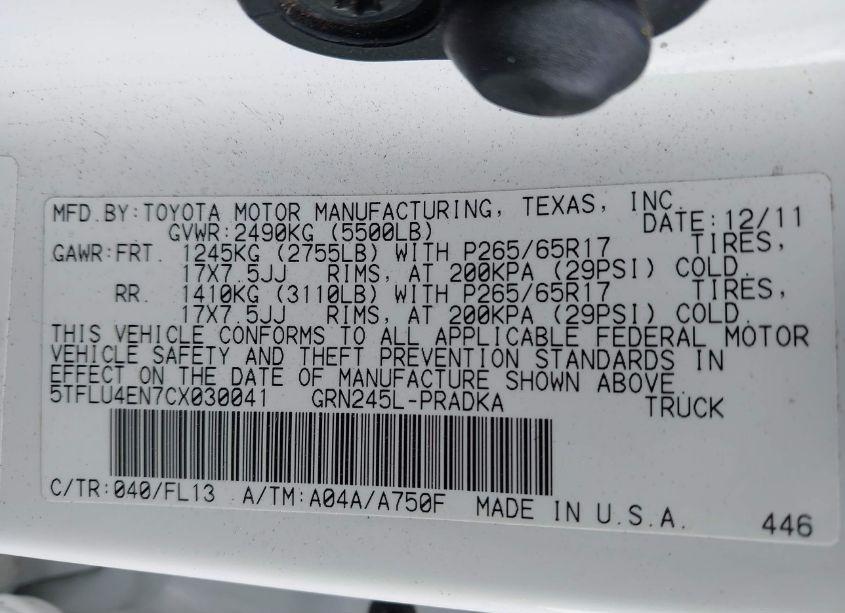 MFD.BY:TOYOTA MOTOR MANUFACTURING, TEXAS, INC.
GVWR:2490KG (5500LB) DATE:12/11
GAWR:FRT. 1245KG (2755LB) WITH P265/65R17 TIRES,
17X7.5JJ RIMS, AT 200KPA (29PSI) COLD.
RR. 1410KG (3110LB) WITH P265/65R17 TIRES,
17X7.5JJ RIMS, AT 200KPA (29PSI) COLD.
THIS VEHICLE CONFORMS TO ALL APPLICABLE FEDERAL MOTOR
VEHICLE SAFETY AND THEFT PREVENTION STANDARDS IN
EFFECT ON THE DATE OF MANUFACTURE SHOWN ABOVE.
5TFLU4EN7CX030041 GRN245L-PRADKA TRUCK
C/TR:040/FL13 A/TM:A04A/A750F MADE IN U.S.A.
446